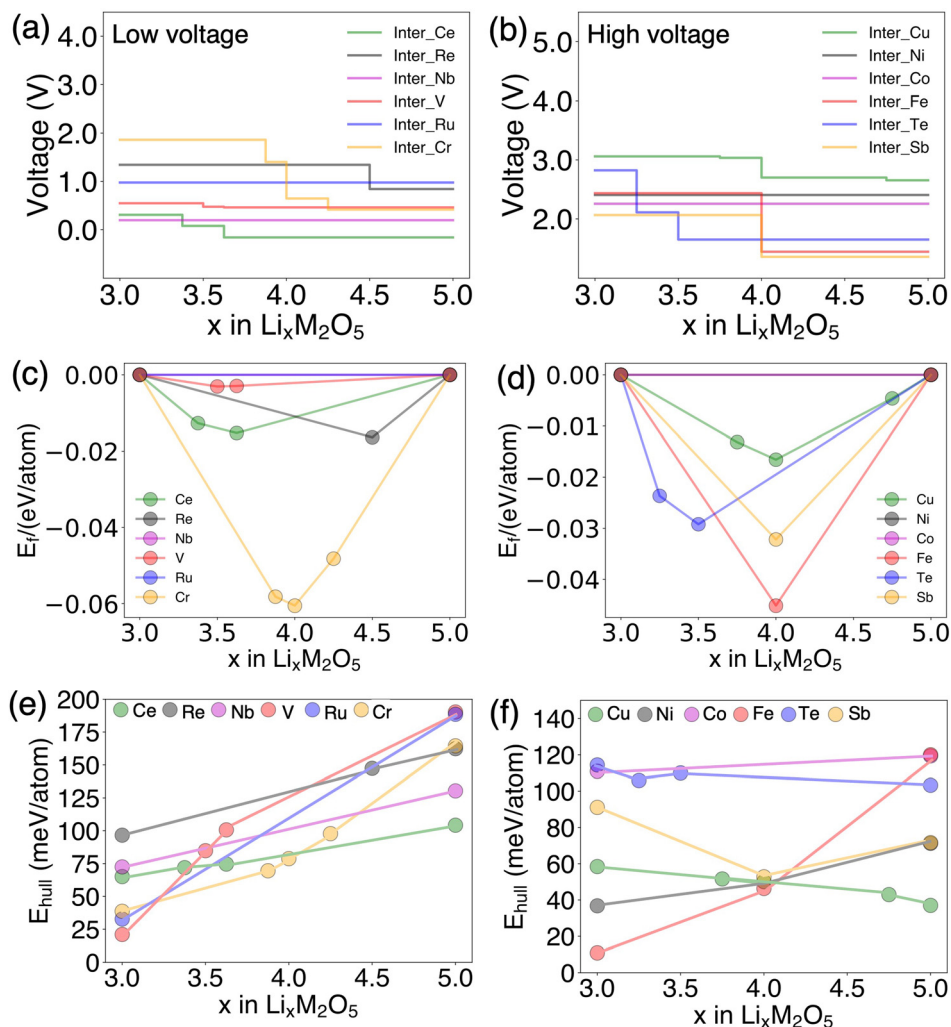 (a)
Low voltage
Voltage (V)
4.0
3.0
2.0
1.0
0.0
Inter_Ce
Inter_Re
Inter_Nb
Inter_V
Inter_Ru
Inter_Cr
3.0 3.5 4.0 4.5 5.0
x in LiₓM₂O₅
(b)
High voltage
Voltage (V)
5.0
4.0
3.0
2.0
Inter_Cu
Inter_Ni
Inter_Co
Inter_Fe
Inter_Te
Inter_Sb
3.0 3.5 4.0 4.5 5.0
x in LiₓM₂O₅
(c)
E_f/(eV/atom)
0.00
−0.02
−0.04
−0.06
Ce
Re
Nb
V
Ru
Cr
3.0 3.5 4.0 4.5 5.0
x in LiₓM₂O₅
(d)
E_f/(eV/atom)
0.00
−0.01
−0.02
−0.03
−0.04
Cu
Ni
Co
Fe
Te
Sb
3.0 3.5 4.0 4.5 5.0
x in LiₓM₂O₅
(e)
E_hull (meV/atom)
200
175
150
125
100
75
50
25
0
Ce Re Nb V Ru Cr
3.0 3.5 4.0 4.5 5.0
x in LiₓM₂O₅
(f)
E_hull (meV/atom)
140
120
100
80
60
40
20
0
Cu Ni Co Fe Te Sb
3.0 3.5 4.0 4.5 5.0
x in LiₓM₂O₅